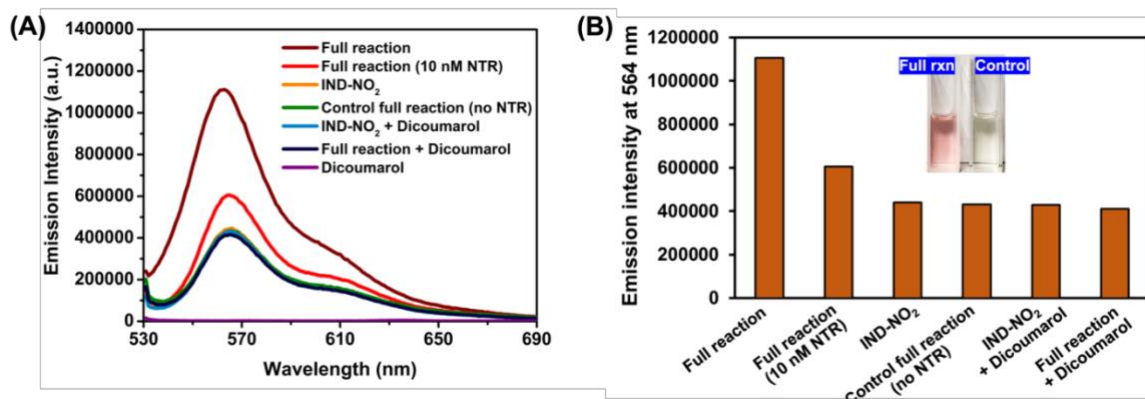 (A)
1400000
1200000
1000000
800000
600000
400000
200000
0
Emission Intensity (a.u.)
530 570 610 650 690
Wavelength (nm)
Full reaction
Full reaction (10 nM NTR)
IND-NO₂
Control full reaction (no NTR)
IND-NO₂ + Dicoumarol
Full reaction + Dicoumarol
Dicoumarol
(B)
1200000
1000000
800000
600000
400000
200000
0
Emission intensity at 564 nm
Full rxn Control
Full reaction
Full reaction
(10 nM NTR)
IND-NO₂
Control full reaction
(no NTR)
IND-NO₂
+ Dicoumarol
Full reaction
+ Dicoumarol